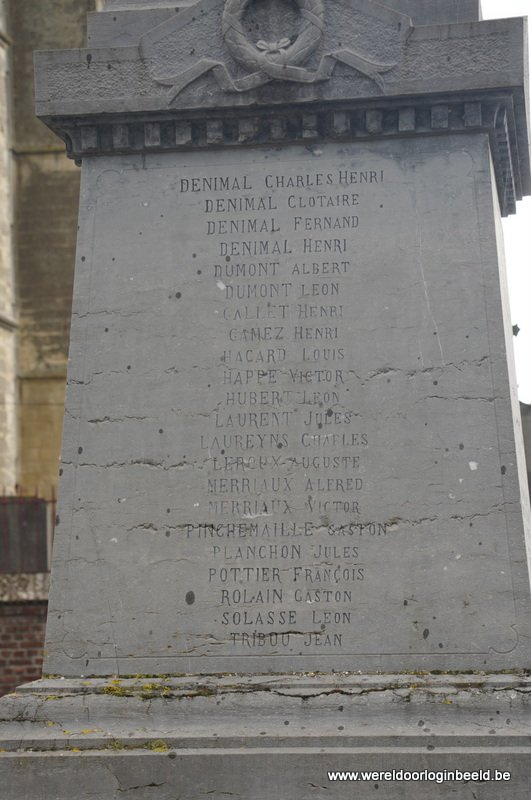 DENIMAL CHARLES HENRI
DENIMAL CLOTAIRE
DENIMAL FERNAND
DENIMAL HENRI
DUMONT ALBERT
DUMONT LEON
GALLET HENRI
GAMEZ HENRI
HACARD LOUIS
HAPPE VICTOR
HUBERT LEON
LAURENT JULES
LAUREYNS CHARLES
LEROUX AUGUSTE
MERRIAUX ALFRED
MERRIAUX VICTOR
PINCHEMAILLE GASTON
PLANCHON JULES
POTTIER FRANÇOIS
ROLAIN GASTON
SOLASSE LEON
TRIBOU JEAN
www.wereldoorloginbeeld.be